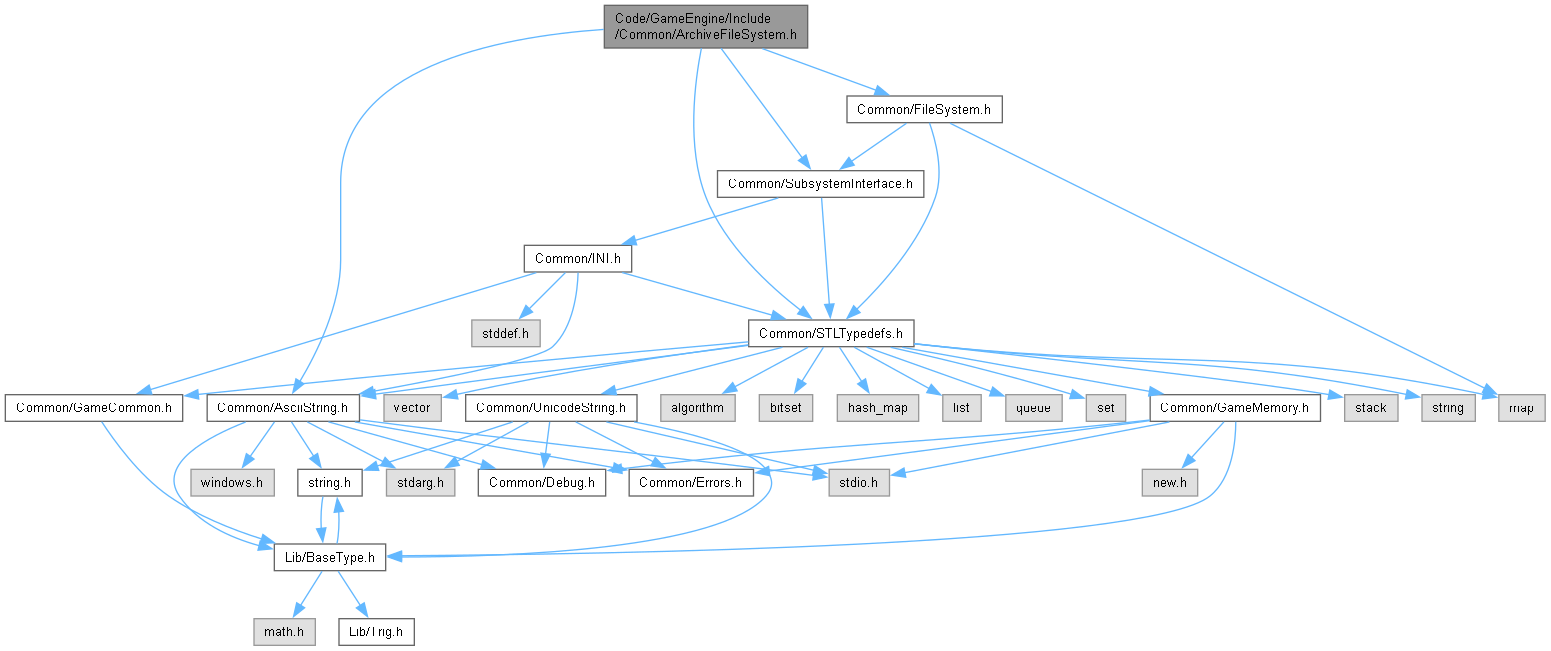 Code/GameEngine/Include
/Common/ArchiveFileSystem.h
Common/FileSystem.h
Common/SubsystemInterface.h
Common/INI.h
stddef.h
Common/STLTypedefs.h
Common/GameCommon.h
Common/AsciiString.h
vector
Common/UnicodeString.h
algorithm
bitset
hash_map
list
queue
set
Common/GameMemory.h
stack
string
map
windows.h
string.h
stdarg.h
Common/Debug.h
Common/Errors.h
stdio.h
new.h
Lib/BaseType.h
math.h
Lib/Trig.h